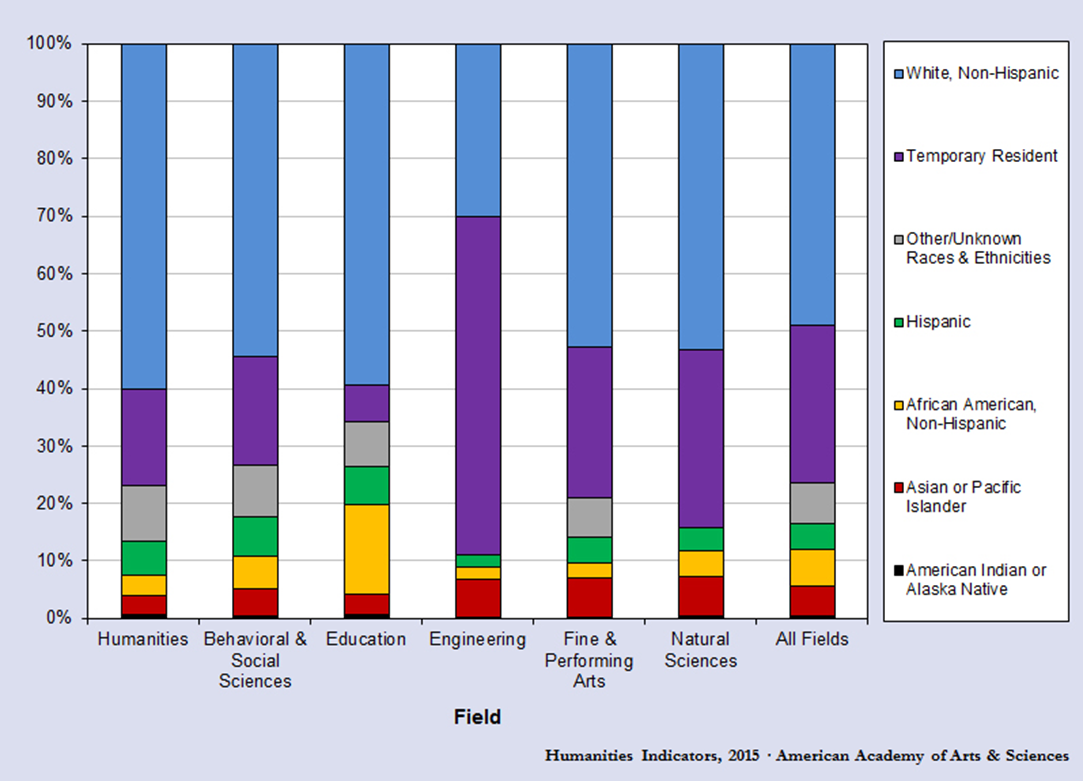 100%
90%
80%
70%
60%
50%
40%
30%
20%
10%
0%
Humanities
Behavioral &
Social
Sciences
Education
Engineering
Fine &
Performing
Arts
Natural
Sciences
All Fields
Field
White, Non-Hispanic
Temporary Resident
Other/Unknown
Races & Ethnicities
Hispanic
African American,
Non-Hispanic
Asian or Pacific
Islander
American Indian or
Alaska Native
Humanities Indicators, 2015 · American Academy of Arts & Sciences